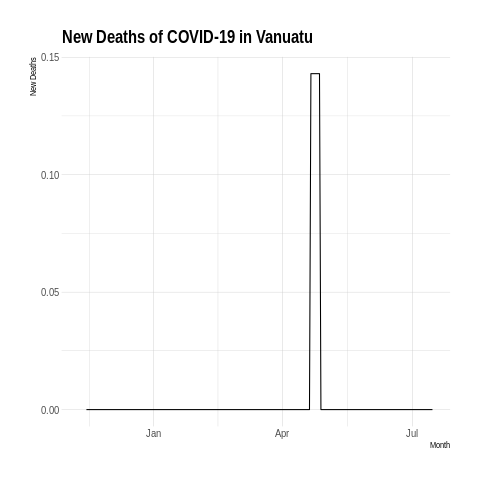 New Deaths of COVID-19 in Vanuatu
New Deaths
0.15
0.10
0.05
0.00
Jan Apr Jul
Month